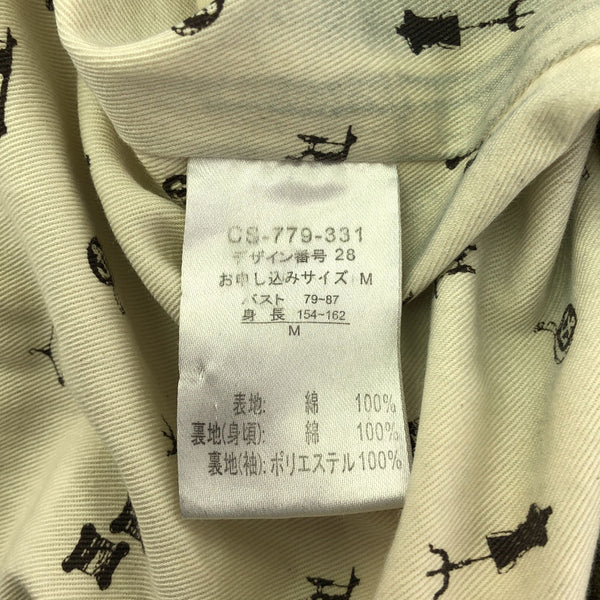 CS-779-331
デザイン番号 28
お申し込みサイズ M
バスト 79~87
身長 154~162
M
表地: 綿 100%
裏地(身頃): 綿 100%
裏地(袖): ポリエステル 100%